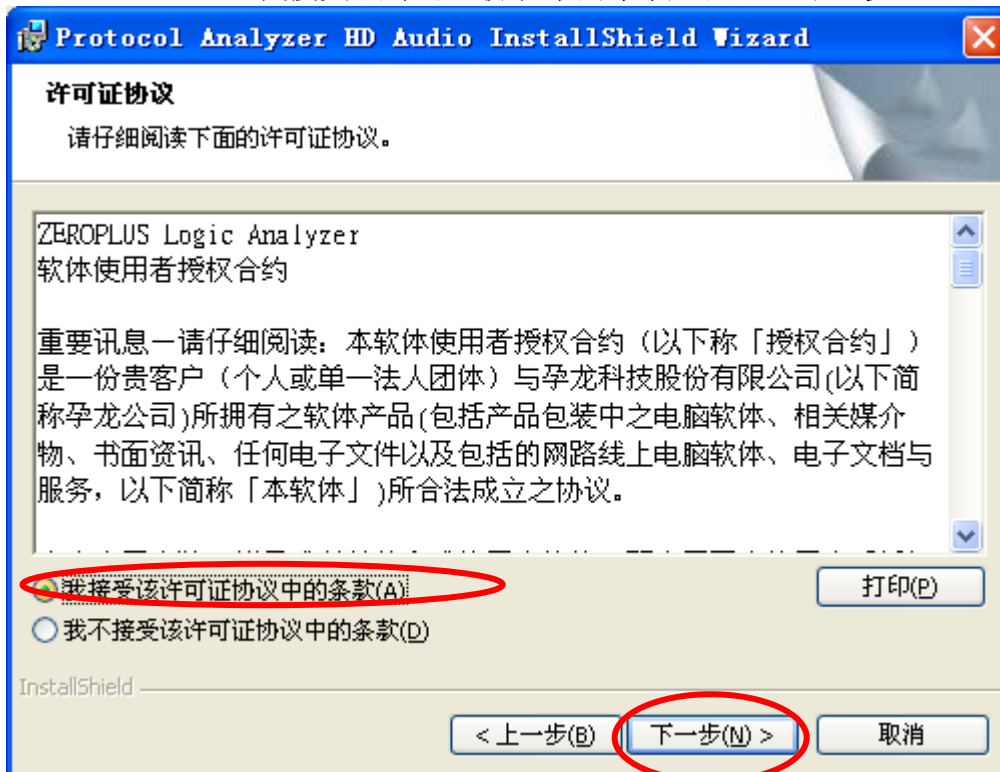 Protocol Analyzer HD Audio InstallShield Wizard
许可证协议
请仔细阅读下面的许可证协议。
ZEROPLUS Logic Analyzer
软体使用者授权合约
重要讯息－请仔细阅读：本软体使用者授权合约（以下称「授权合约」）
是一份贵客户（个人或单一法人团体）与孕龙科技股份有限公司(以下简
称孕龙公司)所拥有之软体产品(包括产品包装中之电脑软体、相关媒介
物、书面资讯、任何电子文件以及包括的网路线上电脑软体、电子文档与
服务，以下简称「本软体」)所合法成立之协议。
我接受该许可证协议中的条款(A)
打印(P)
我不接受该许可证协议中的条款(D)
InstallShield
< 上一步(B)
下一步(N) >
取消